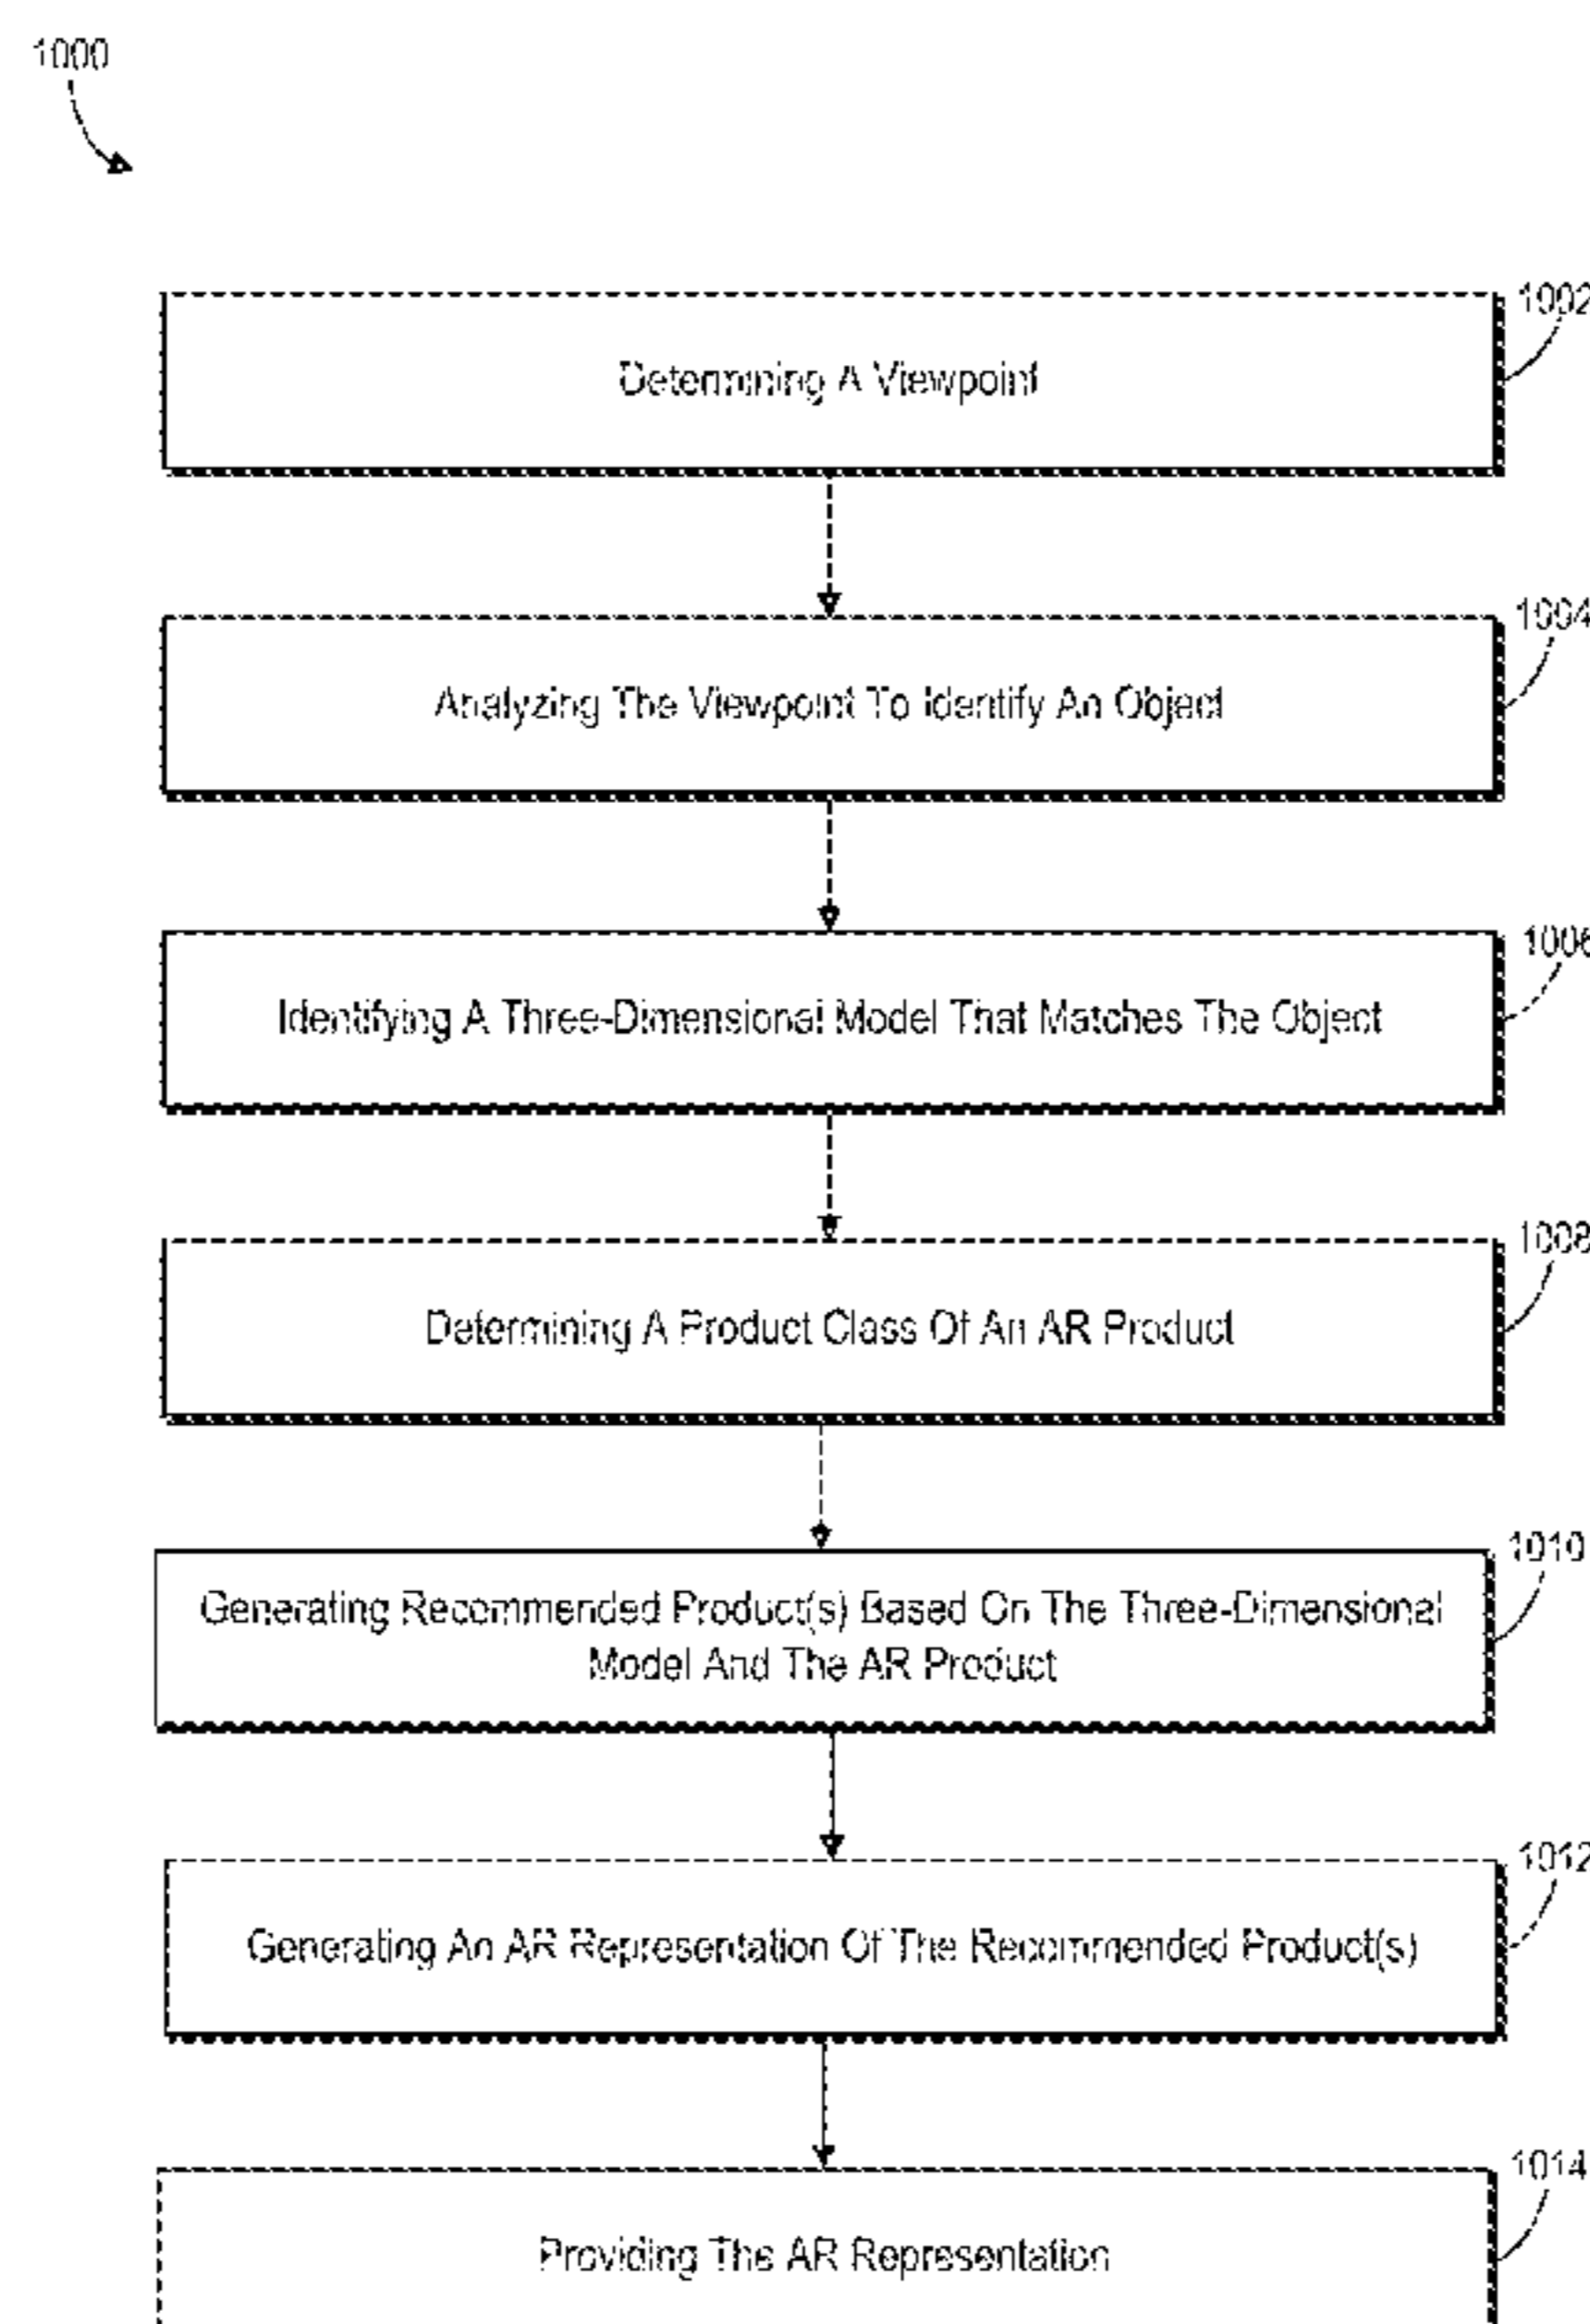 1000
1002
Determining A Viewpoint
1004
Analyzing The Viewpoint To Identify An Object
1006
Identifying A Three-Dimensional Model That Matches The Object
1008
Determining A Product Class Of An AR Product
1010
Generating Recommended Product(s) Based On The Three-Dimensional
Model And The AR Product
1012
Generating An AR Representation Of The Recommended Product(s)
1014
Providing The AR Representation